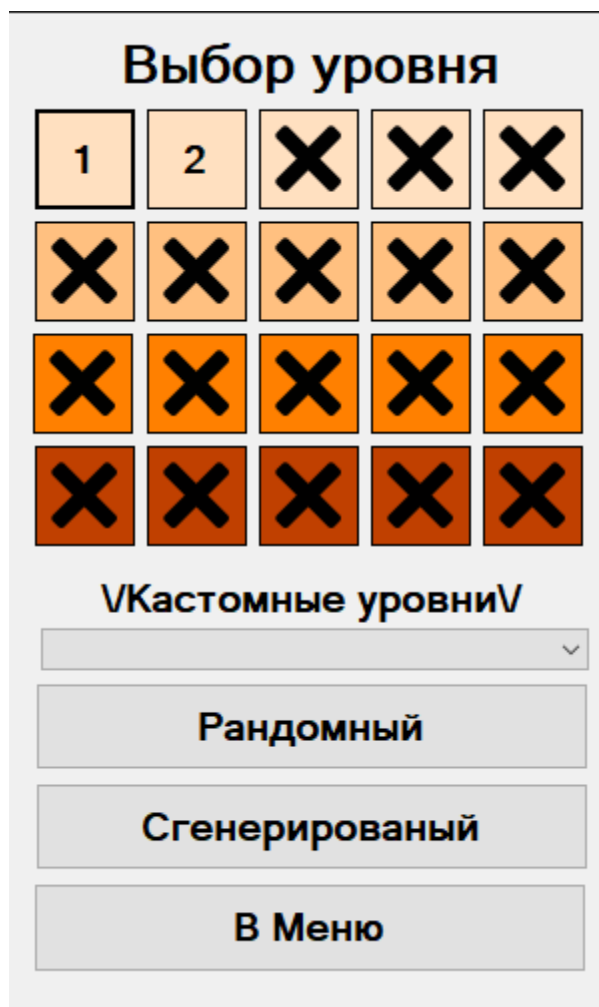 Выбор уровня
1 2
\/Кастомные уровни\/
Рандомный
Сгенерированый
В Меню